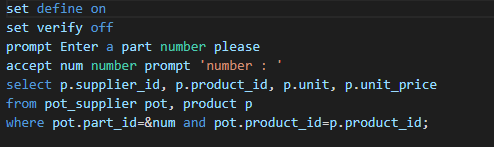 set define on
set verify off
prompt Enter a part number please
accept num number prompt 'number : '
select p.supplier_id, p.product_id, p.unit, p.unit_price
from pot_supplier pot, product p
where pot.part_id=&num and pot.product_id=p.product_id;